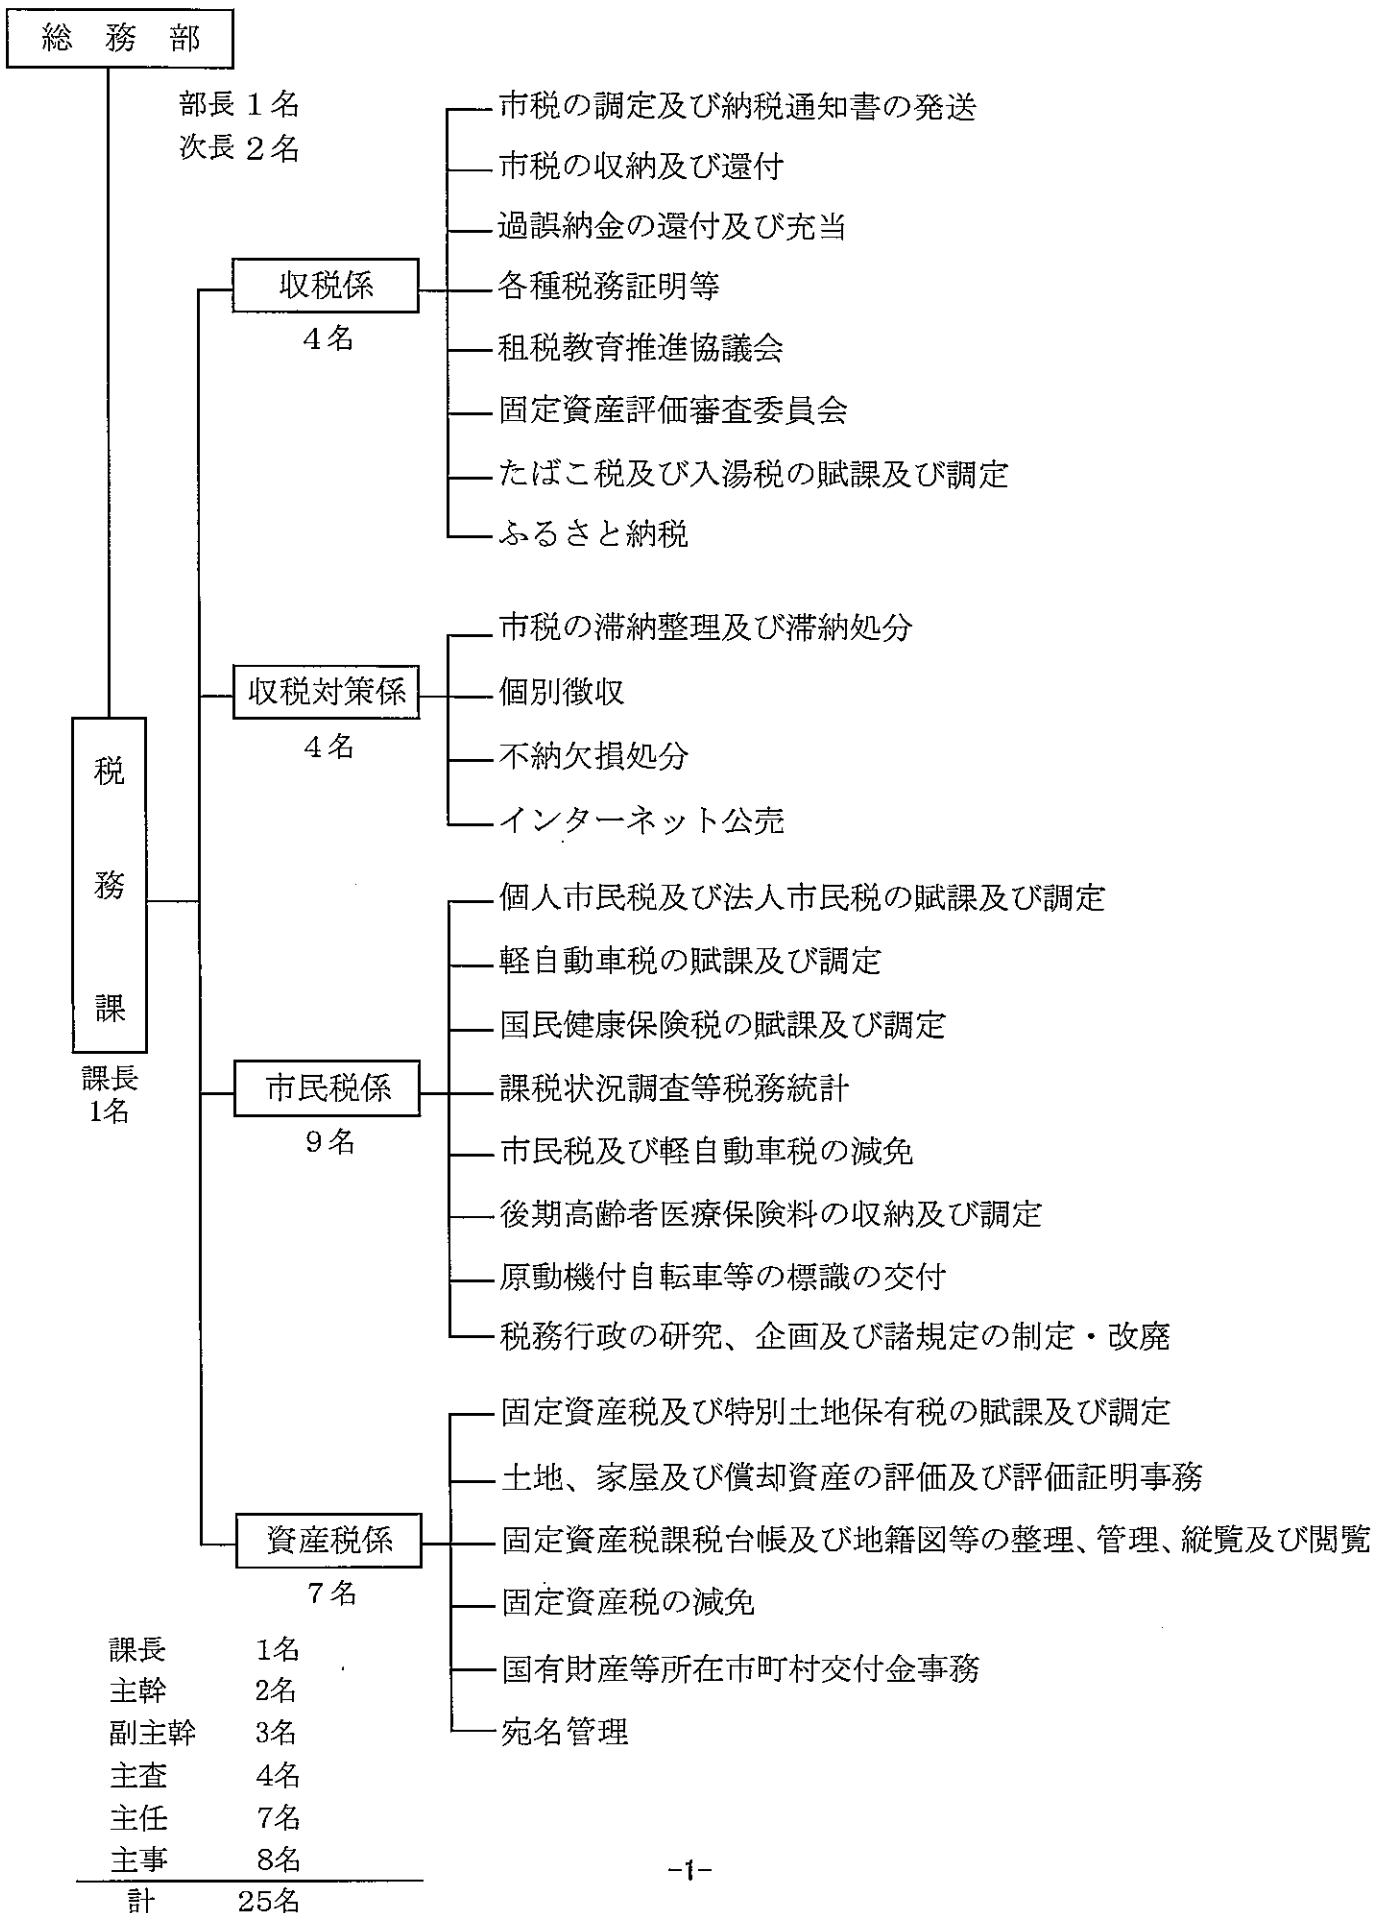 総務部
部長 1名
次長 2名
税務課
課長
1名
収税係
4名
市税の調定及び納税通知書の発送
市税の収納及び還付
過誤納金の還付及び充当
各種税務証明等
租税教育推進協議会
固定資産評価審査委員会
たばこ税及び入湯税の賦課及び調定
ふるさと納税
収税対策係
4名
市税の滞納整理及び滞納処分
個別徴収
不納欠損処分
インターネット公売
市民税係
9名
個人市民税及び法人市民税の賦課及び調定
軽自動車税の賦課及び調定
国民健康保険税の賦課及び調定
課税状況調査等税務統計
市民税及び軽自動車税の減免
後期高齢者医療保険料の収納及び調定
原動機付自転車等の標識の交付
税務行政の研究、企画及び諸規定の制定・改廃
資産税係
7名
固定資産税及び特別土地保有税の賦課及び調定
土地、家屋及び償却資産の評価及び評価証明事務
固定資産税課税台帳及び地籍図等の整理、管理、縦覧及び閲覧
固定資産税の減免
国有財産等所在市町村交付金事務
宛名管理
課長 1名
主幹 2名
副主幹 3名
主査 4名
主任 7名
主事 8名
計 25名
-1-